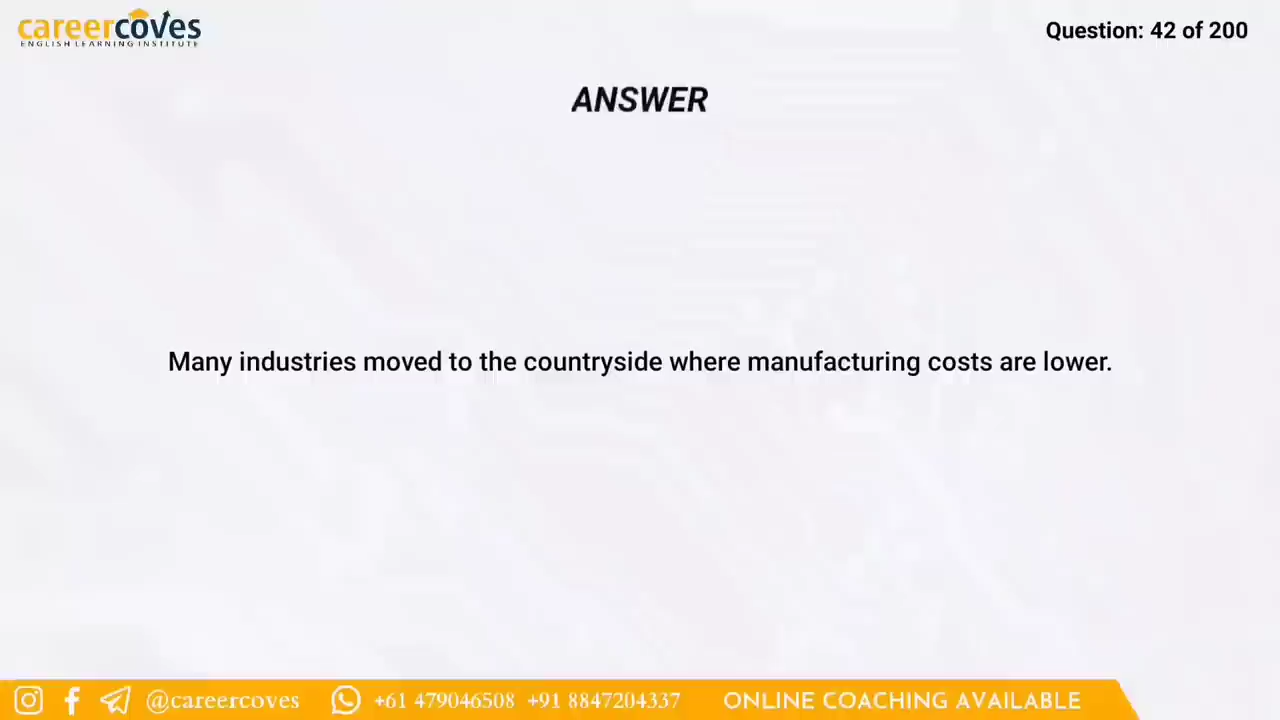 careercoves
ENGLISH LEARNING INSTITUTE
Question: 42 of 200
ANSWER
Many industries moved to the countryside where manufacturing costs are lower.
@careercoves +61 479046508 +91 8847204337 ONLINE COACHING AVAILABLE